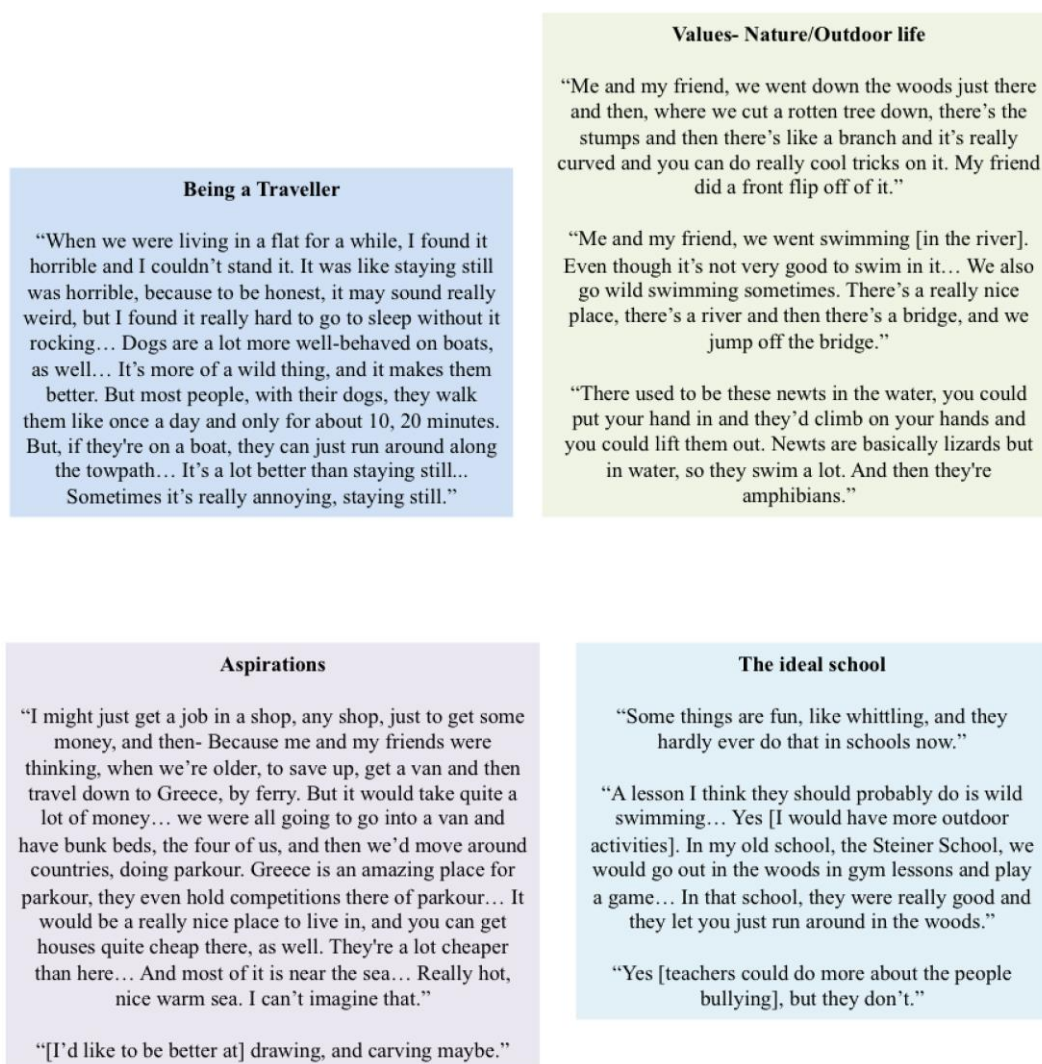 Being a Traveller
“When we were living in a flat for a while, I found it
horrible and I couldn’t stand it. It was like staying still
was horrible, because to be honest, it may sound really
weird, but I found it really hard to go to sleep without it
rocking… Dogs are a lot more well-behaved on boats,
as well… It’s more of a wild thing, and it makes them
better. But most people, with their dogs, they walk
them like once a day and only for about 10, 20 minutes.
But, if they're on a boat, they can just run around along
the towpath… It’s a lot better than staying still...
Sometimes it’s really annoying, staying still.”
Values- Nature/Outdoor life
“Me and my friend, we went down the woods just there
and then, where we cut a rotten tree down, there’s the
stumps and then there’s like a branch and it’s really
curved and you can do really cool tricks on it. My friend
did a front flip off of it.”
“Me and my friend, we went swimming [in the river].
Even though it’s not very good to swim in it… We also
go wild swimming sometimes. There’s a really nice
place, there’s a river and then there’s a bridge, and we
jump off the bridge.”
“There used to be these newts in the water, you could
put your hand in and they’d climb on your hands and
you could lift them out. Newts are basically lizards but
in water, so they swim a lot. And then they're
amphibians.”
Aspirations
“I might just get a job in a shop, any shop, just to get some
money, and then- Because me and my friends were
thinking, when we’re older, to save up, get a van and then
travel down to Greece, by ferry. But it would take quite a
lot of money… we were all going to go into a van and
have bunk beds, the four of us, and then we’d move around
countries, doing parkour. Greece is an amazing place for
parkour, they even hold competitions there of parkour… It
would be a really nice place to live in, and you can get
houses quite cheap there, as well. They're a lot cheaper
than here… And most of it is near the sea… Really hot,
nice warm sea. I can’t imagine that.”
“[I’d like to be better at] drawing, and carving maybe.”
The ideal school
“Some things are fun, like whittling, and they
hardly ever do that in schools now.”
“A lesson I think they should probably do is wild
swimming… Yes [I would have more outdoor
activities]. In my old school, the Steiner School, we
would go out in the woods in gym lessons and play
a game… In that school, they were really good and
they let you just run around in the woods.”
“Yes [teachers could do more about the people
bullying], but they don’t.”